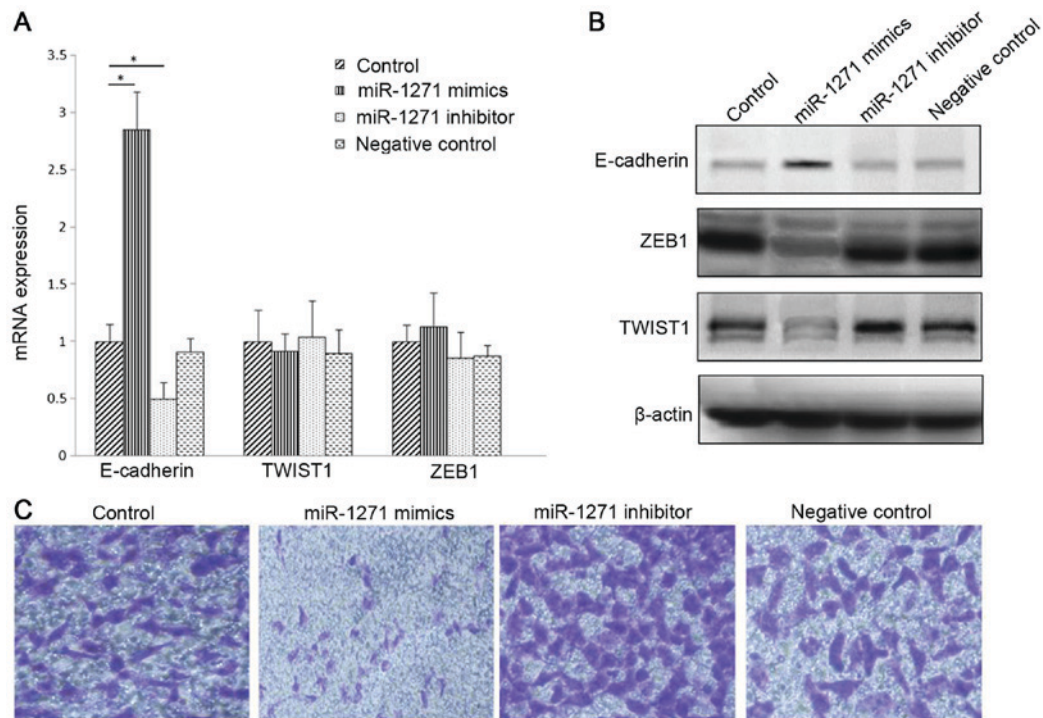 A
mRNA expression
3.5
3
2.5
2
1.5
1
0.5
0
*
*
Control
miR-1271 mimics
miR-1271 inhibitor
Negative control
E-cadherin TWIST1 ZEB1
B
Control miR-1271 mimics miR-1271 inhibitor Negative control
E-cadherin
ZEB1
TWIST1
β-actin
C
Control miR-1271 mimics miR-1271 inhibitor Negative control